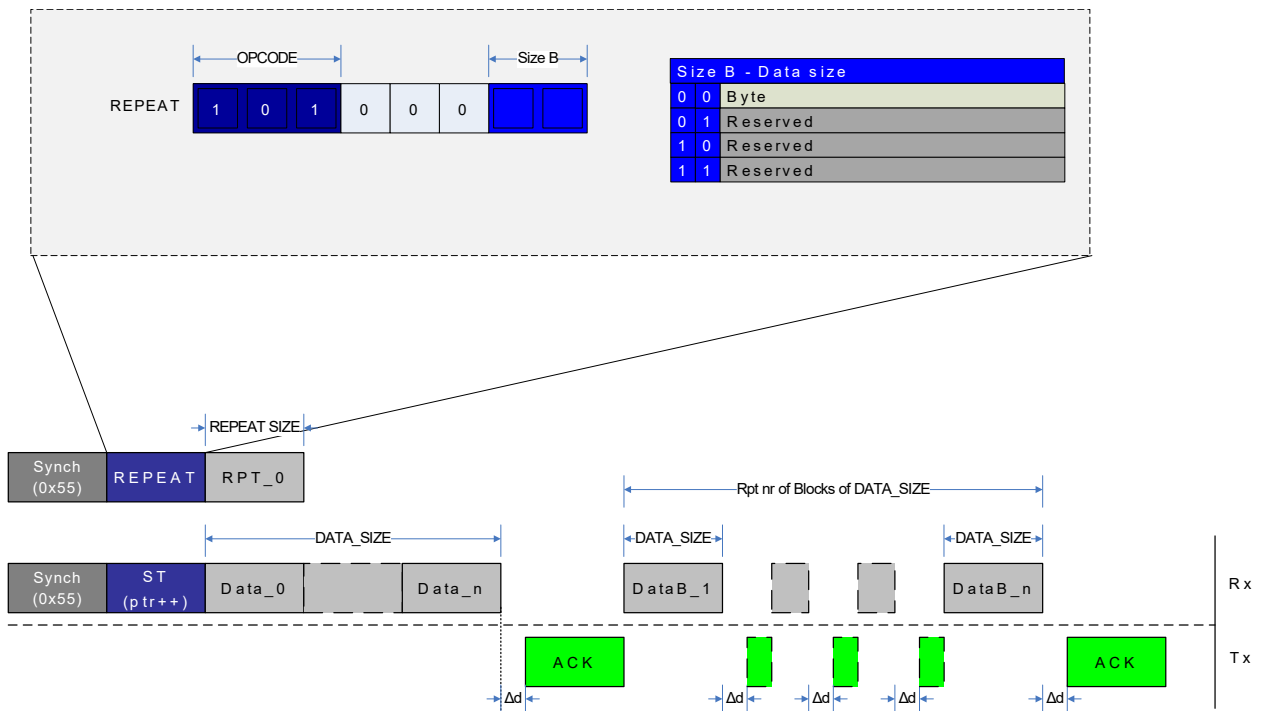 OPCODE
Size B
REPEAT
1 0 1 0 0 0
Size B - Data size
0 0 Byte
0 1 Reserved
1 0 Reserved
1 1 Reserved
REPEAT SIZE
Synch
(0x55)
REPEAT
RPT_0
Rpt nr of Blocks of DATA_SIZE
DATA_SIZE
DATA_SIZE
DATA_SIZE
Synch
(0x55)
ST
(ptr++)
Data_0
Data_n
DataB_1
DataB_n
Rx
ACK
ACK
Tx
Δd
Δd
Δd
Δd
Δd